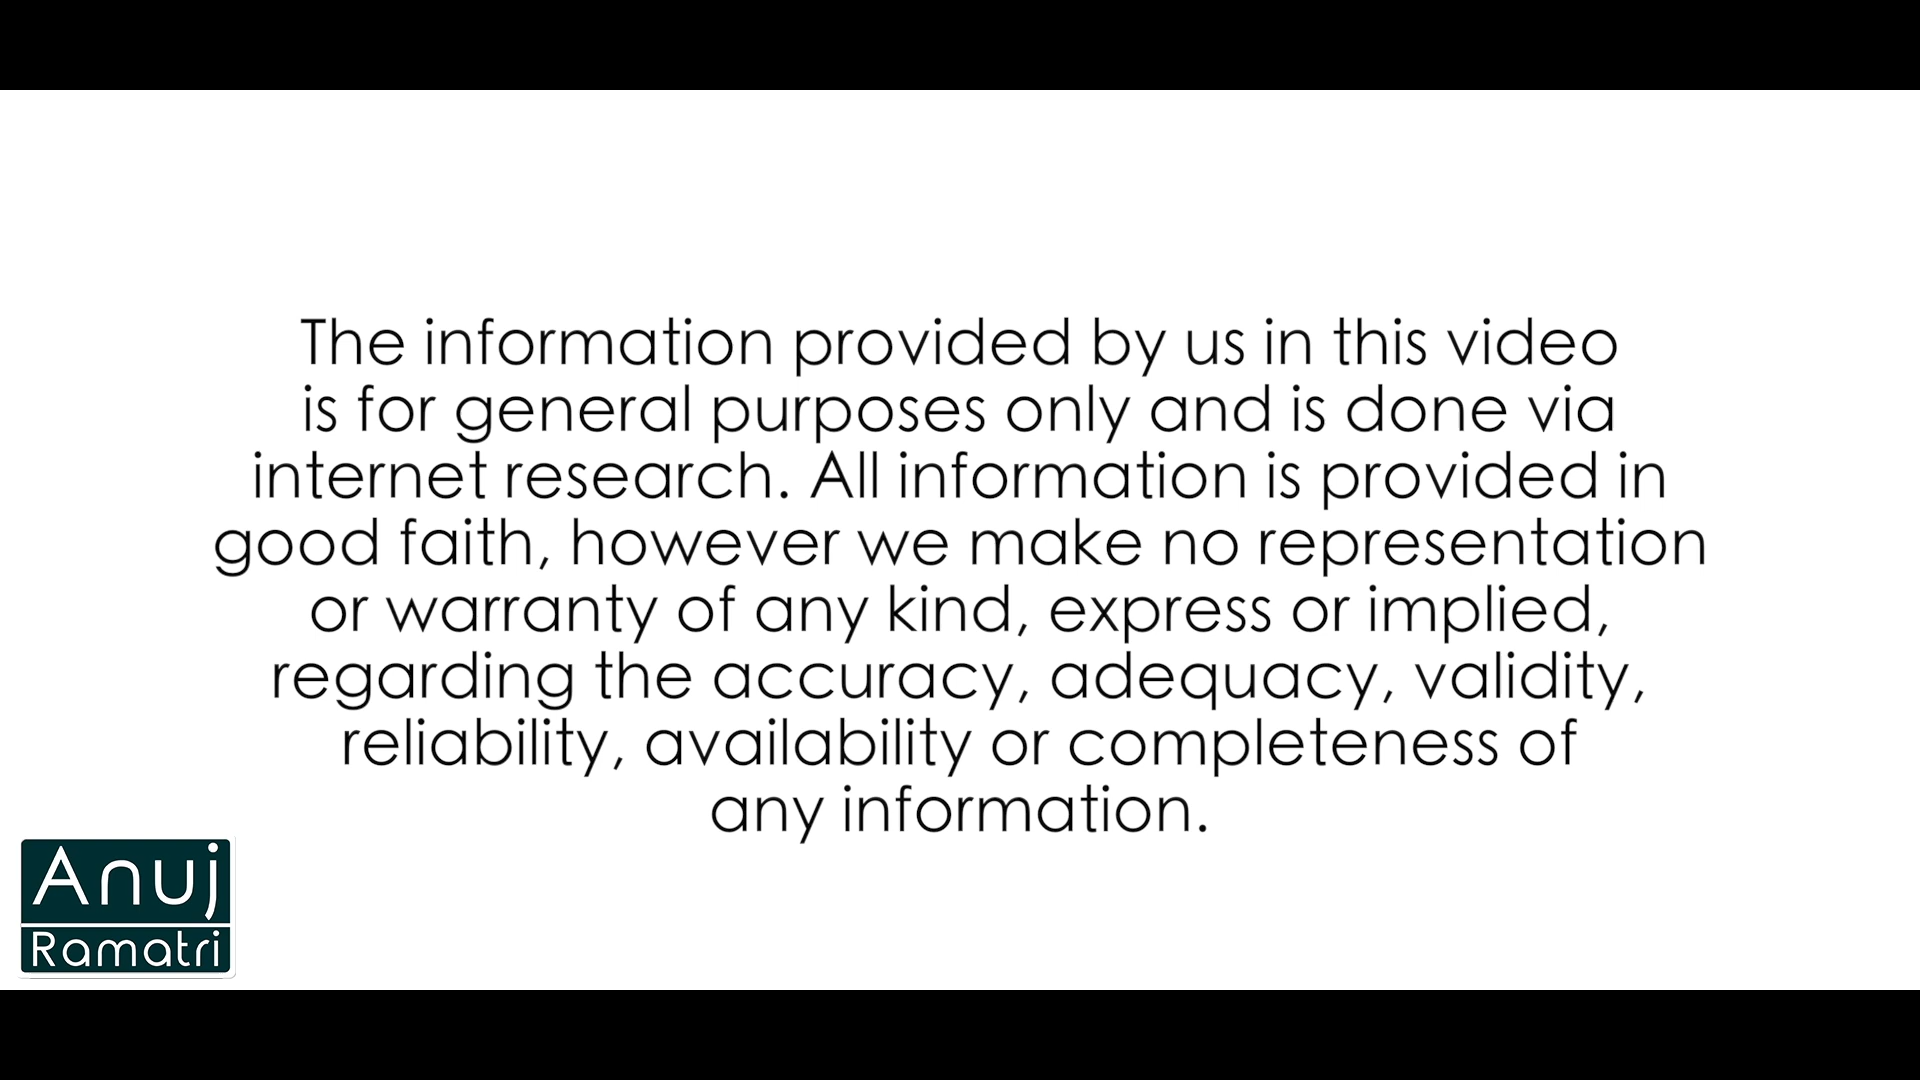 The information provided by us in this video
is for general purposes only and is done via
internet research. All information is provided in
good faith, however we make no representation
or warranty of any kind, express or implied,
regarding the accuracy, adequacy, validity,
reliability, availability or completeness of
any information.
Anuj
Ramatri